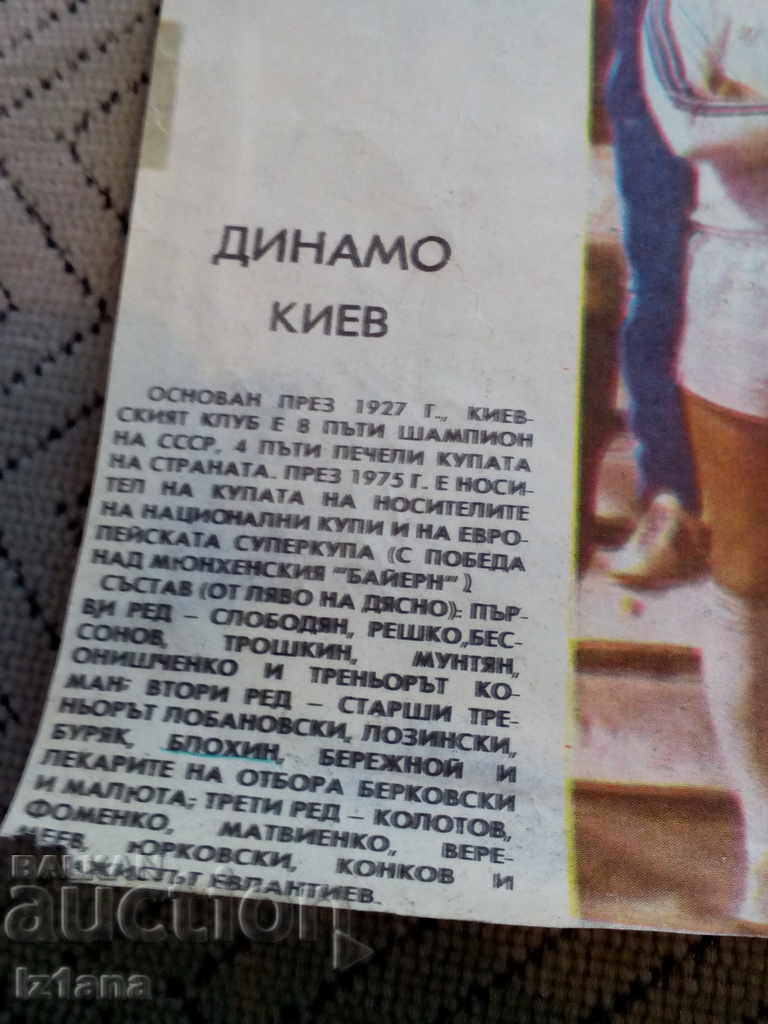 ДИНАМО
КИЕВ
ОСНОВАН ПРЕЗ 1927 Г., КИЕВ-
СКИЯТ КЛУБ Е 8 ПЪТИ ШАМПИОН
НА СССР, 4 ПЪТИ ПЕЧЕЛИ КУПАТА
НА СТРАНАТА. ПРЕЗ 1975 Г. Е НОСИ-
ТЕЛ НА КУПАТА НА НОСИТЕЛИТЕ
НА НАЦИОНАЛНИ КУПИ И НА ЕВРО-
ПЕЙСКАТА СУПЕРКУПА (С ПОБЕДА
НАД МЮНХЕНСКИЯ "БАЙЕРН")
СЪСТАВ (ОТ ЛЯВО НА ДЯСНО): ПЪР-
ВИ РЕД – СЛОБОДЯН, РЕШКО, БЕС-
СОНОВ, ТРОШКИН, МУНТЯН,
ОНИШЧЕНКО И ТРЕНЬОРЪТ КО-
МАН; ВТОРИ РЕД – СТАРШИ ТРЕ-
НЬОРЪТ ЛОБАНОВСКИ, ЛОЗИНСКИ,
БУРЯК, БЛОХИН, БЕРЕЖНОЙ И
ЛЕКАРИТЕ НА ОТБОРА БЕРКОВСКИ
И МАЛЮТА; ТРЕТИ РЕД – КОЛОТОВ,
ФОМЕНКО, МАТВИЕНКО, ВЕРЕ-
МЕЕВ, ЮРКОВСКИ, КОНКОВ И
ЕВЛАНТИЕВ.
BALKAN
auction
Iz1ana